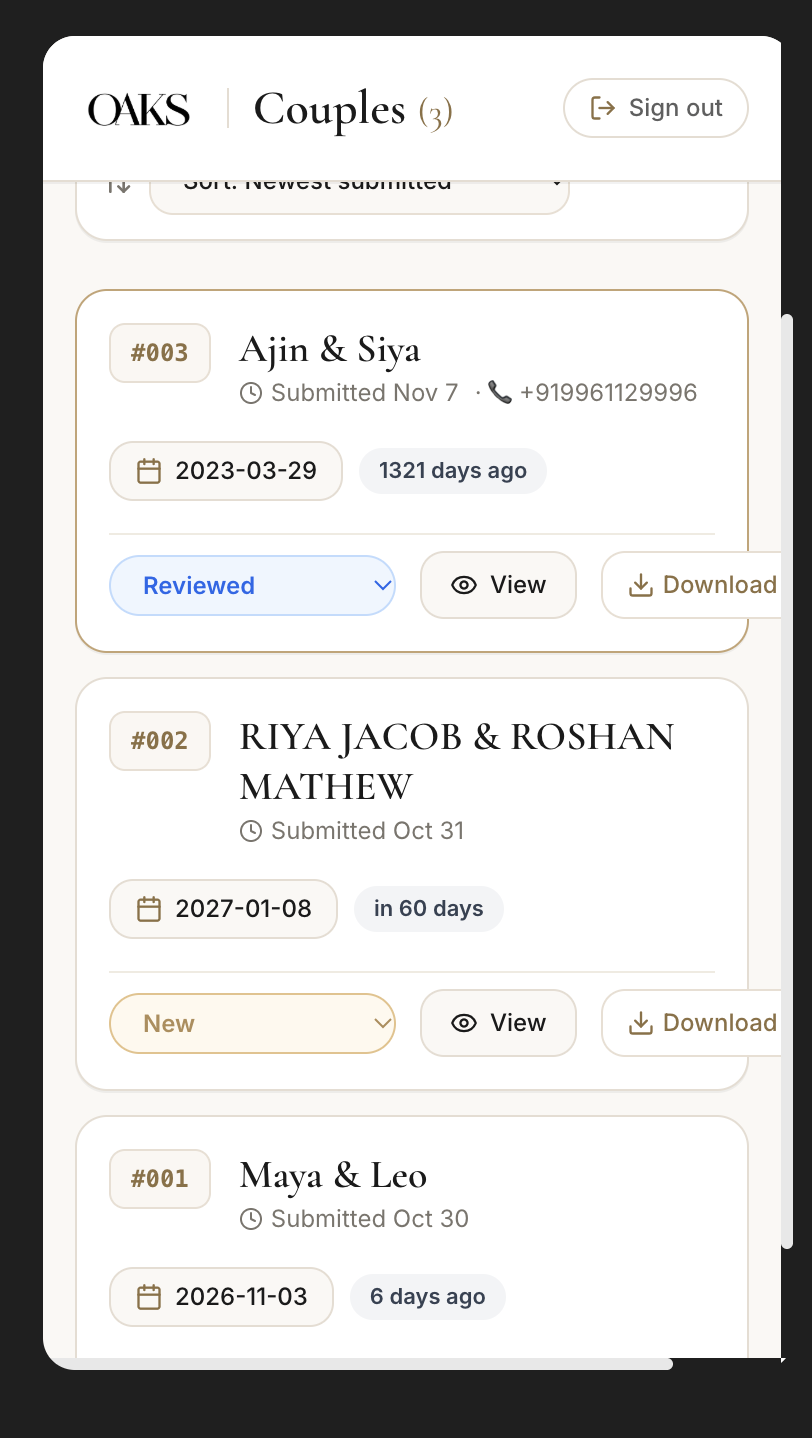 OAKS
Couples (3)
Sign out
Sort: Newest submitted
#003
Ajin & Siya
Submitted Nov 7 · 📞 +919961129996
2023-03-29
1321 days ago
Reviewed
View
Download
#002
RIYA JACOB & ROSHAN
MATHEW
Submitted Oct 31
2027-01-08
in 60 days
New
View
Download
#001
Maya & Leo
Submitted Oct 30
2026-11-03
6 days ago